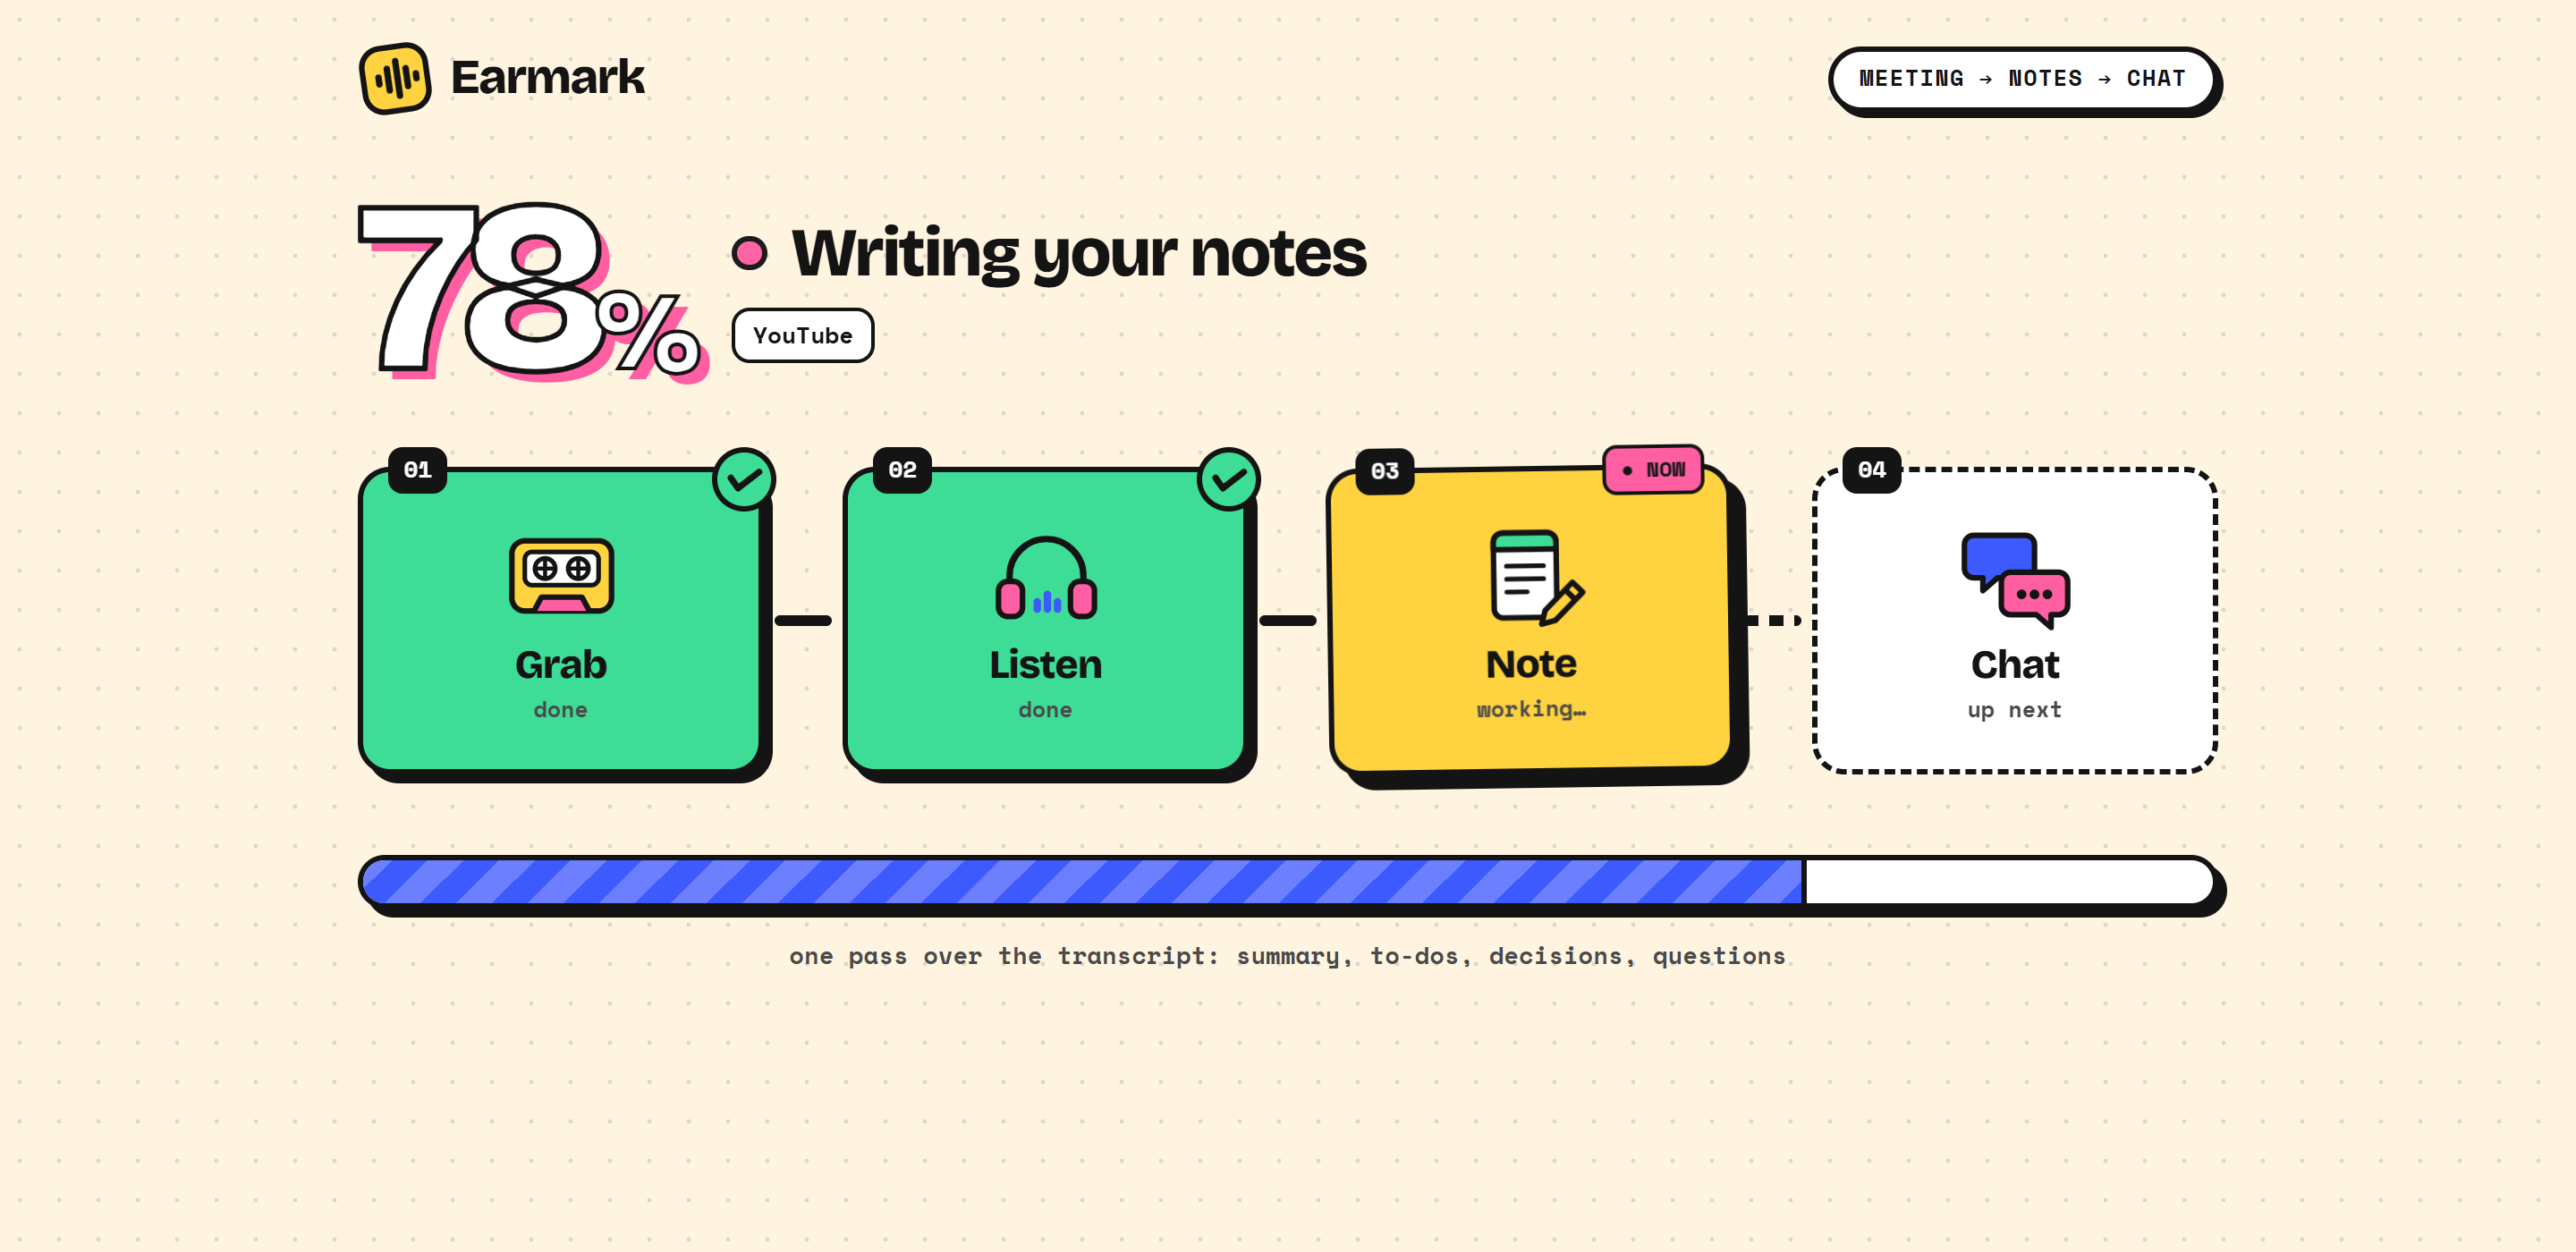 Earmark
MEETING → NOTES → CHAT
78%
Writing your notes
YouTube
01
02
03
• NOW
04
Grab
Listen
Note
Chat
done
done
working…
up next
one pass over the transcript: summary, to-dos, decisions, questions